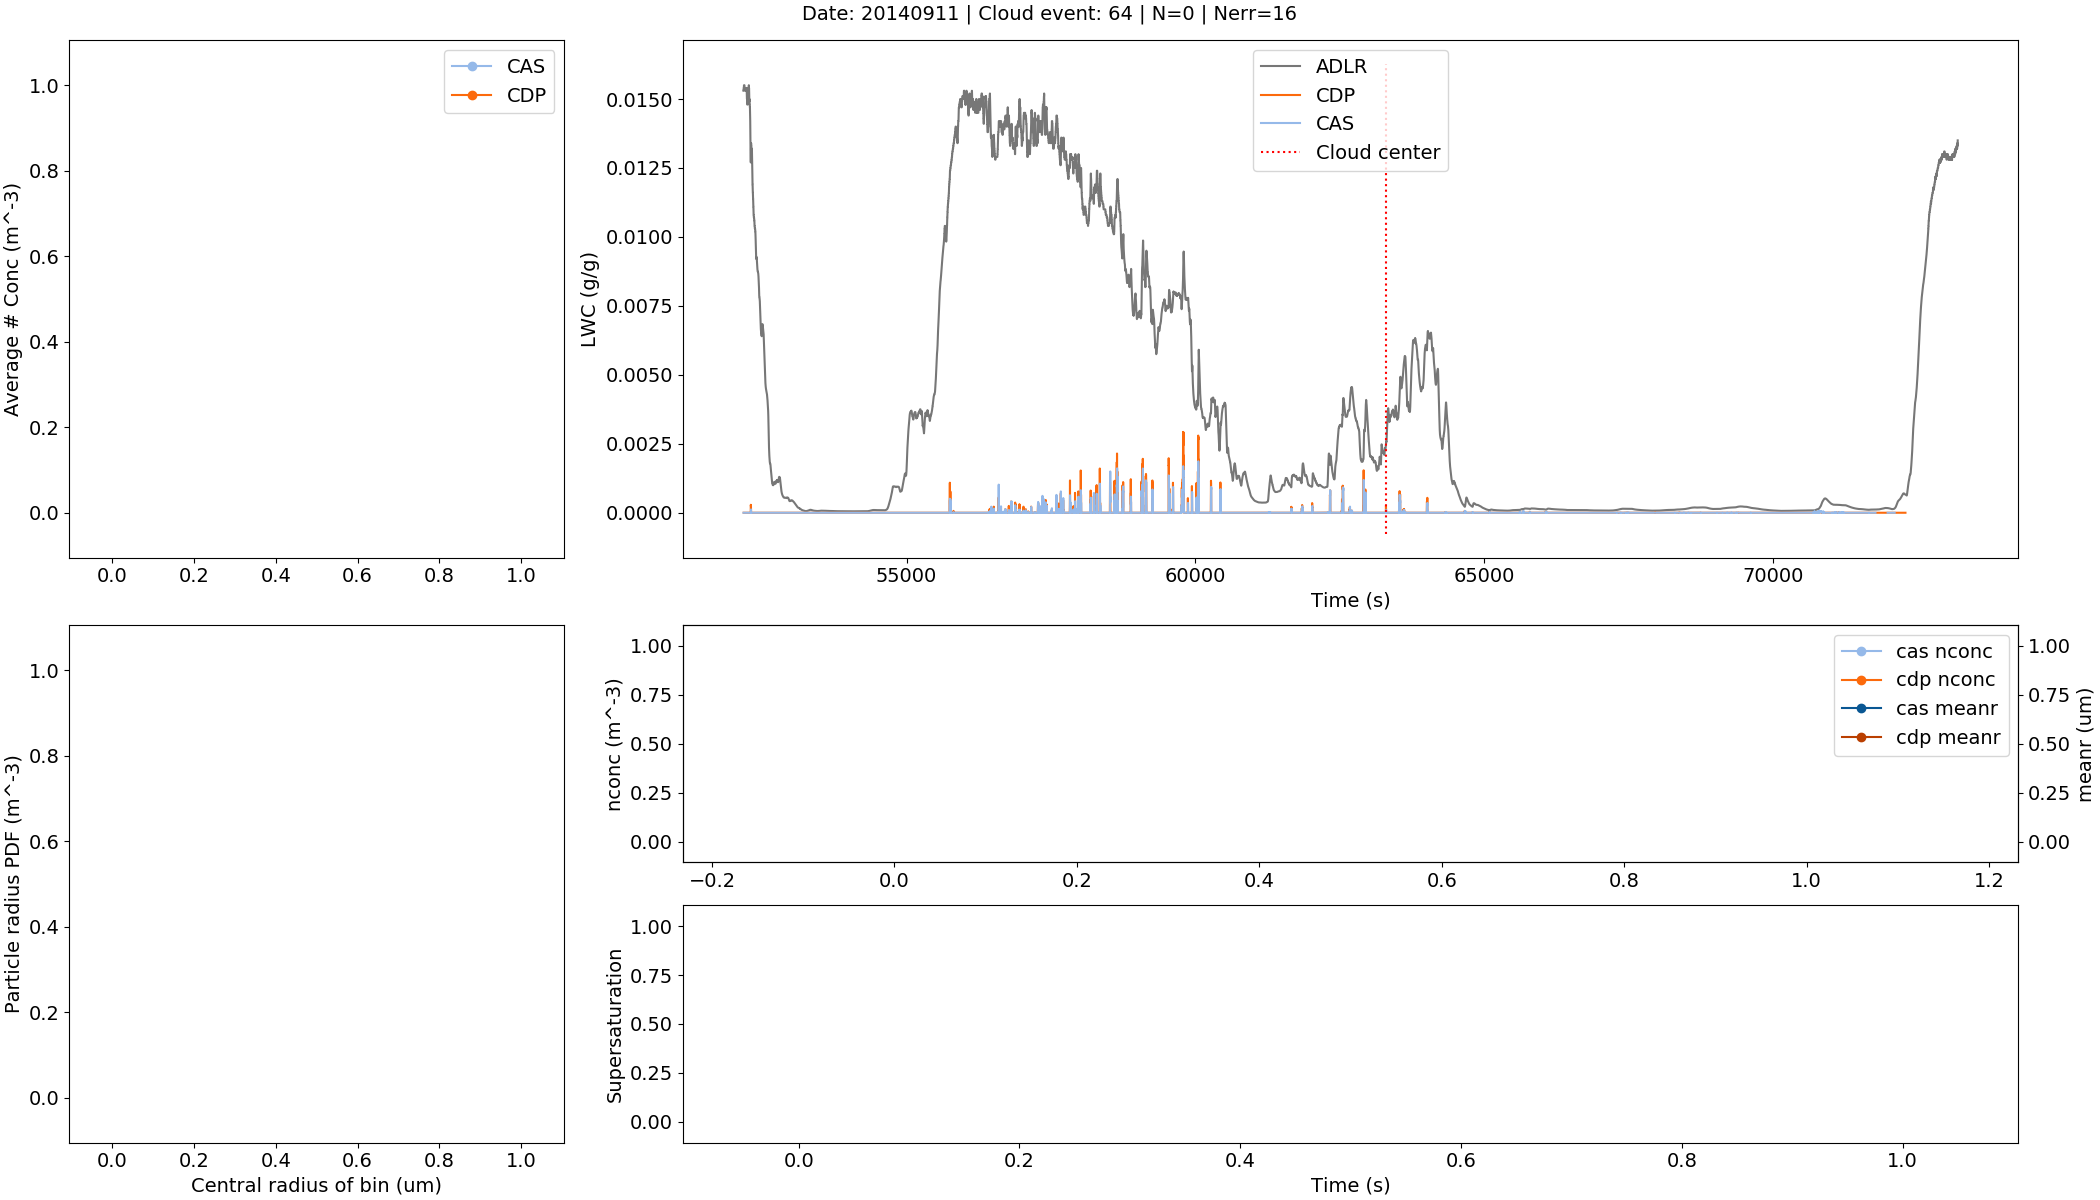 Date: 20140911 | Cloud event: 64 | N=0 | Nerr=16
CAS
CDP
Average # Conc (m^-3)
1.0
0.8
0.6
0.4
0.2
0.0
0.0 0.2 0.4 0.6 0.8 1.0
ADLR
CDP
CAS
Cloud center
LWC (g/g)
0.0150
0.0125
0.0100
0.0075
0.0050
0.0025
0.0000
55000 60000 65000 70000
Time (s)
Particle radius PDF (m^-3)
1.0
0.8
0.6
0.4
0.2
0.0
0.0 0.2 0.4 0.6 0.8 1.0
Central radius of bin (um)
nconc (m^-3)
1.00
0.75
0.50
0.25
0.00
cas nconc
cdp nconc
cas meanr
cdp meanr
1.00
0.75
0.50
0.25
0.00
meanr (um)
−0.2 0.0 0.2 0.4 0.6 0.8 1.0 1.2
Supersaturation
1.00
0.75
0.50
0.25
0.00
0.0 0.2 0.4 0.6 0.8 1.0
Time (s)